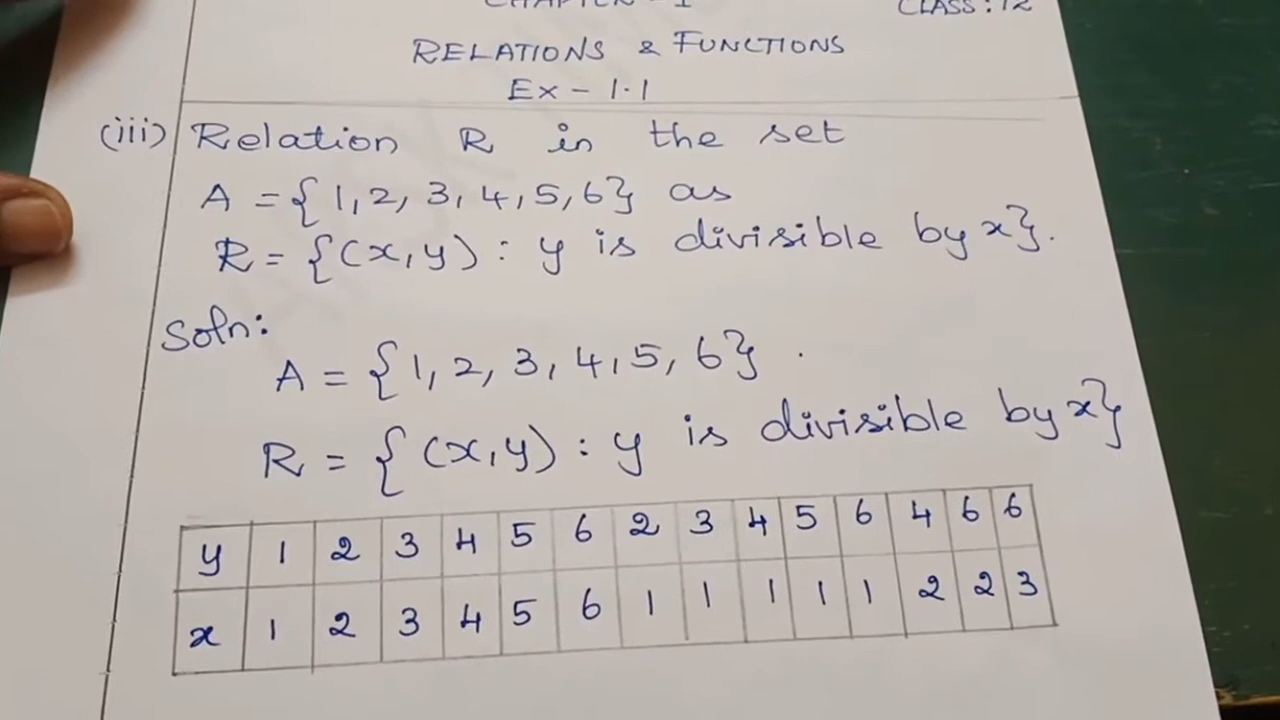 CHAPTER - 1 CLASS: 12
RELATIONS & FUNCTIONS
Ex - 1.1
(iii) Relation R in the set
A = {1, 2, 3, 4, 5, 6} as
R = {(x, y) : y is divisible by x}.
Soln:
A = {1, 2, 3, 4, 5, 6} .
R = {(x, y) : y is divisible by x}
y 1 2 3 4 5 6 2 3 4 5 6 4 6 6
x 1 2 3 4 5 6 1 1 1 1 1 2 2 3